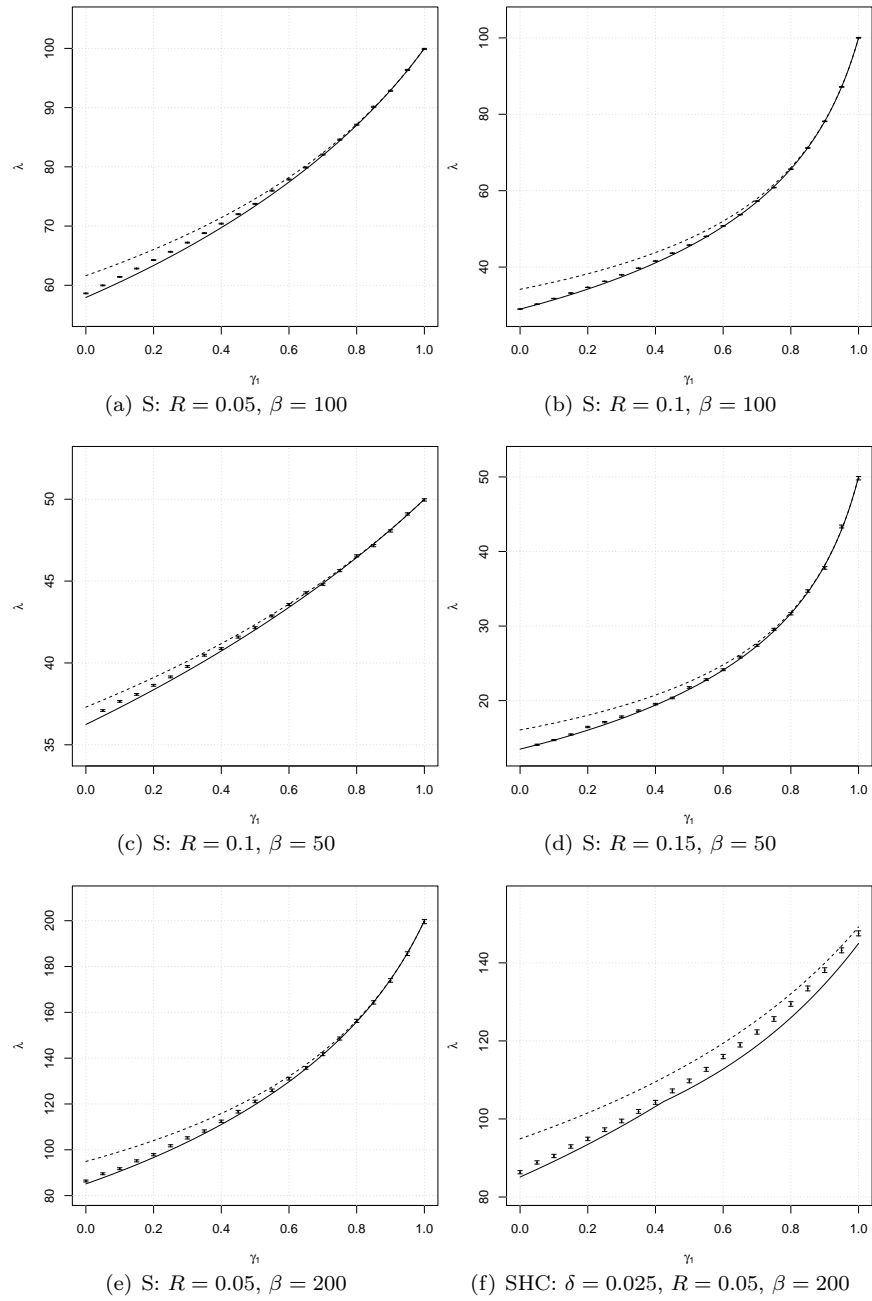 100
90
80
70
60
λ
0.0 0.2 0.4 0.6 0.8 1.0
γ₁
(a) S: R = 0.05, β = 100
100
80
60
40
λ
0.0 0.2 0.4 0.6 0.8 1.0
γ₁
(b) S: R = 0.1, β = 100
50
45
40
35
λ
0.0 0.2 0.4 0.6 0.8 1.0
γ₁
(c) S: R = 0.1, β = 50
50
40
30
20
λ
0.0 0.2 0.4 0.6 0.8 1.0
γ₁
(d) S: R = 0.15, β = 50
200
180
160
140
120
100
80
λ
0.0 0.2 0.4 0.6 0.8 1.0
γ₁
(e) S: R = 0.05, β = 200
140
120
100
80
λ
0.0 0.2 0.4 0.6 0.8 1.0
γ₁
(f) SHC: δ = 0.025, R = 0.05, β = 200